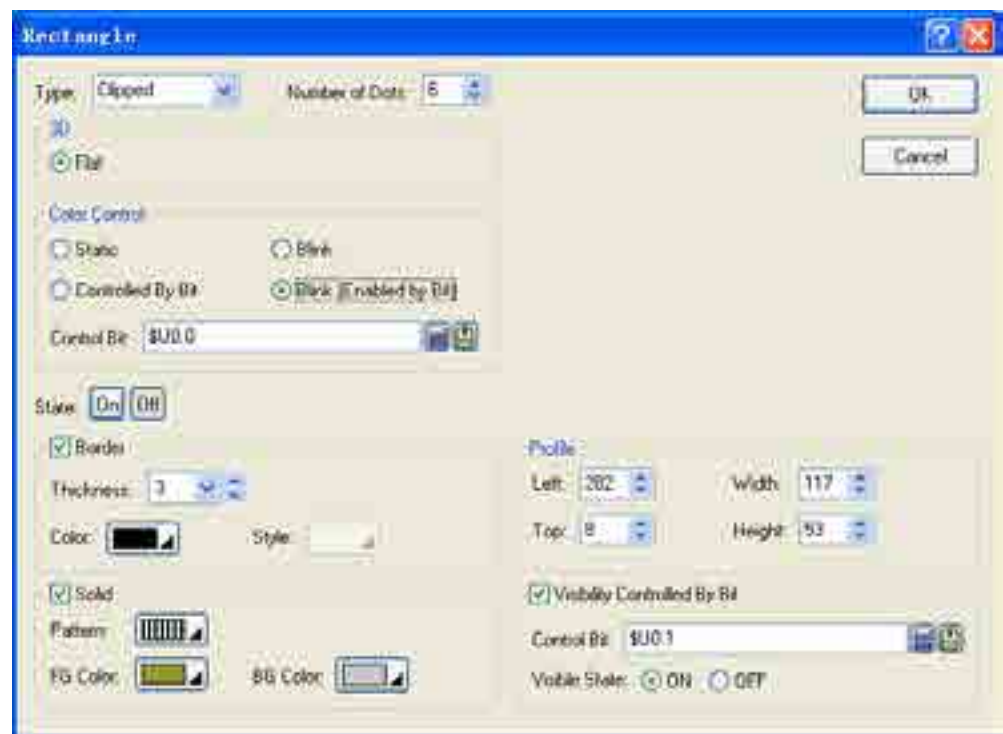 Rectangle
Type: Clipped Number of Dots: 6 OK
3D
Flat Cancel
Color Control
Static Blink
Controlled By Bit Blink (Enabled by Bit)
Control Bit: $U0.0
State: On Off
Border Profile
Thickness: 3 Left: 282 Width: 117
Color: Style: Top: 8 Height: 53
Solid Visibility Controlled By Bit
Pattern: Control Bit: $U0.1
FG Color: BG Color: Visible State: ON OFF